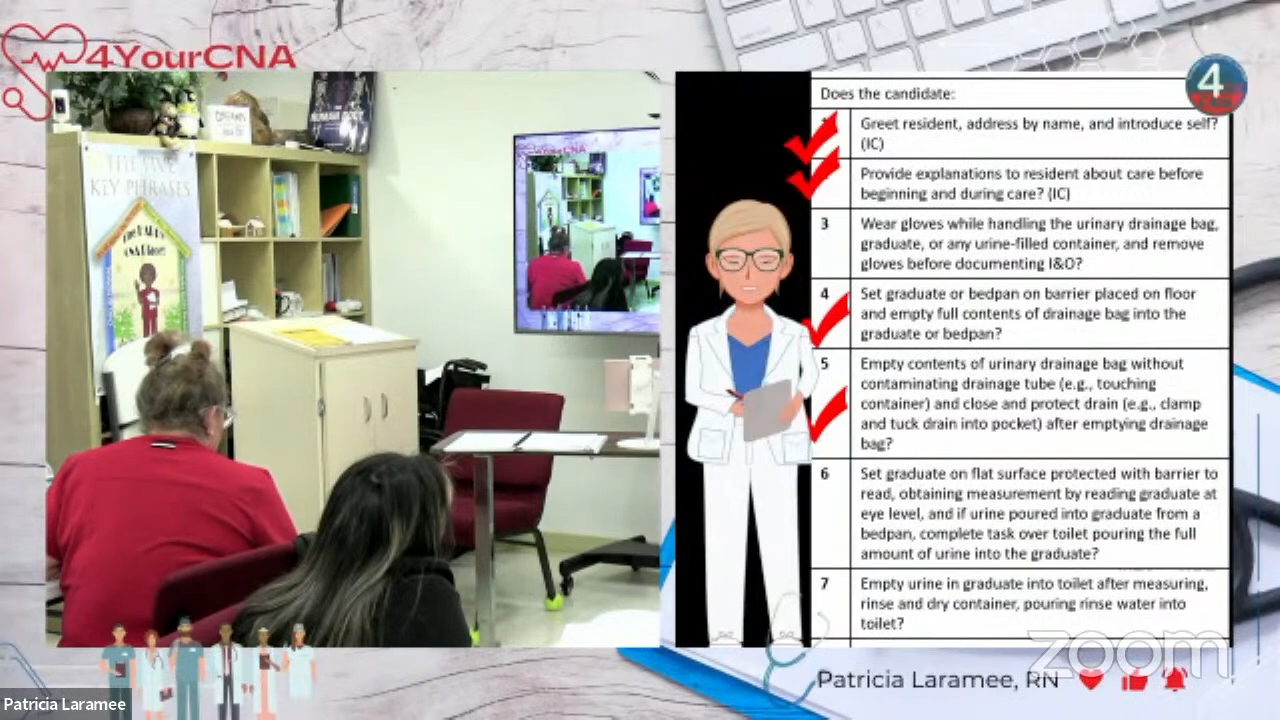 4YourCNA
THE FIVE
KEY PHRASES
4
Does the candidate:
Greet resident, address by name, and introduce self?
(IC)
Provide explanations to resident about care before
beginning and during care? (IC)
3 Wear gloves while handling the urinary drainage bag,
graduate, or any urine-filled container, and remove
gloves before documenting I&O?
4 Set graduate or bedpan on barrier placed on floor
and empty full contents of drainage bag into the
graduate or bedpan?
5 Empty contents of urinary drainage bag without
contaminating drainage tube (e.g., touching
container) and close and protect drain (e.g., clamp
and tuck drain into pocket) after emptying drainage
bag?
6 Set graduate on flat surface protected with barrier to
read, obtaining measurement by reading graduate at
eye level, and if urine poured into graduate from a
bedpan, complete task over toilet pouring the full
amount of urine into the graduate?
7 Empty urine in graduate into toilet after measuring,
rinse and dry container, pouring rinse water into
toilet?
zoom
Patricia Laramee, RN
Patricia Laramee